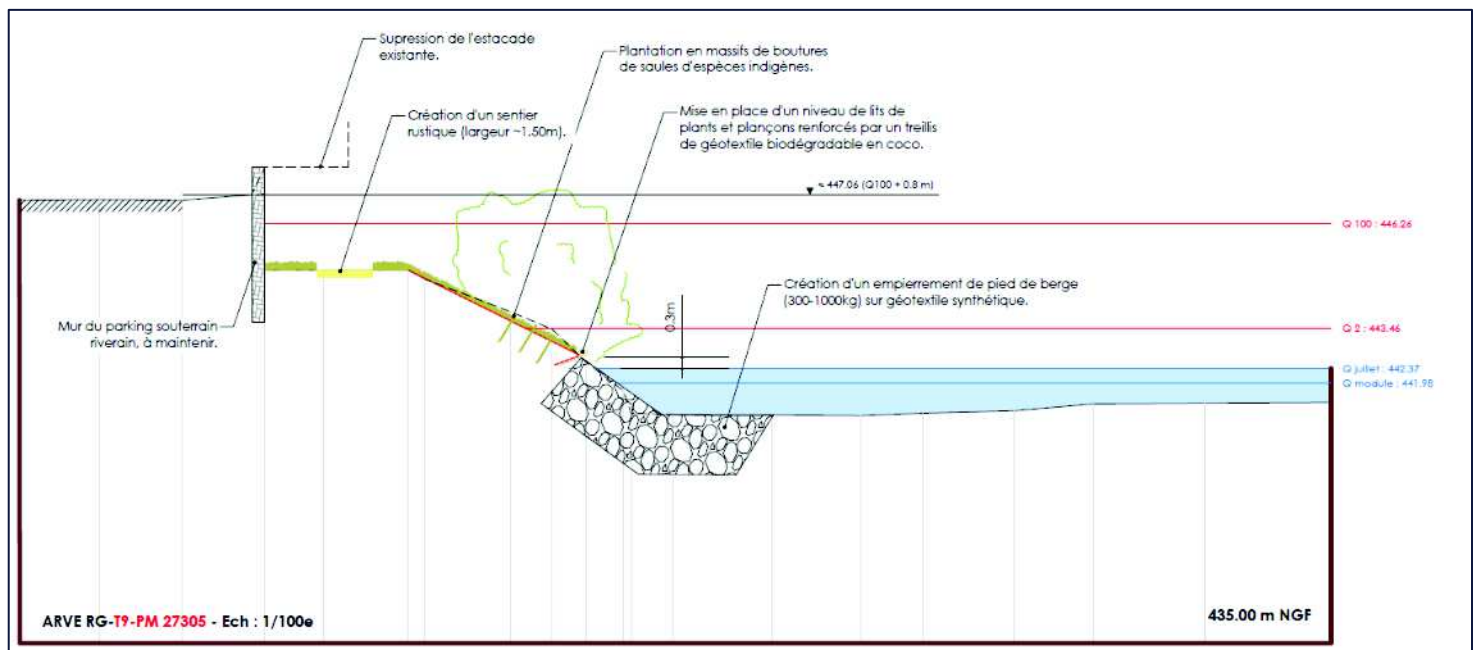 Supression de l'estacade
existante.
Plantation en massifs de boutures
de saules d'espèces indigènes.
Création d'un sentier
rustique (largeur ~1.50m).
Mise en place d'un niveau de lits de
plants et plançons renforcés par un treillis
de géotextile biodégradable en coco.
≈ 447.06 (Q100 + 0.8 m)
Q 100 : 446.26
Création d'un empierrement de pied de berge
(300-1000kg) sur géotextile synthétique.
0.3m
Mur du parking souterrain
riverain, à maintenir.
Q 2 : 443.46
Q juillet : 442.37
Q module : 441.98
ARVE RG-T9-PM 27305 - Ech : 1/100e
435.00 m NGF